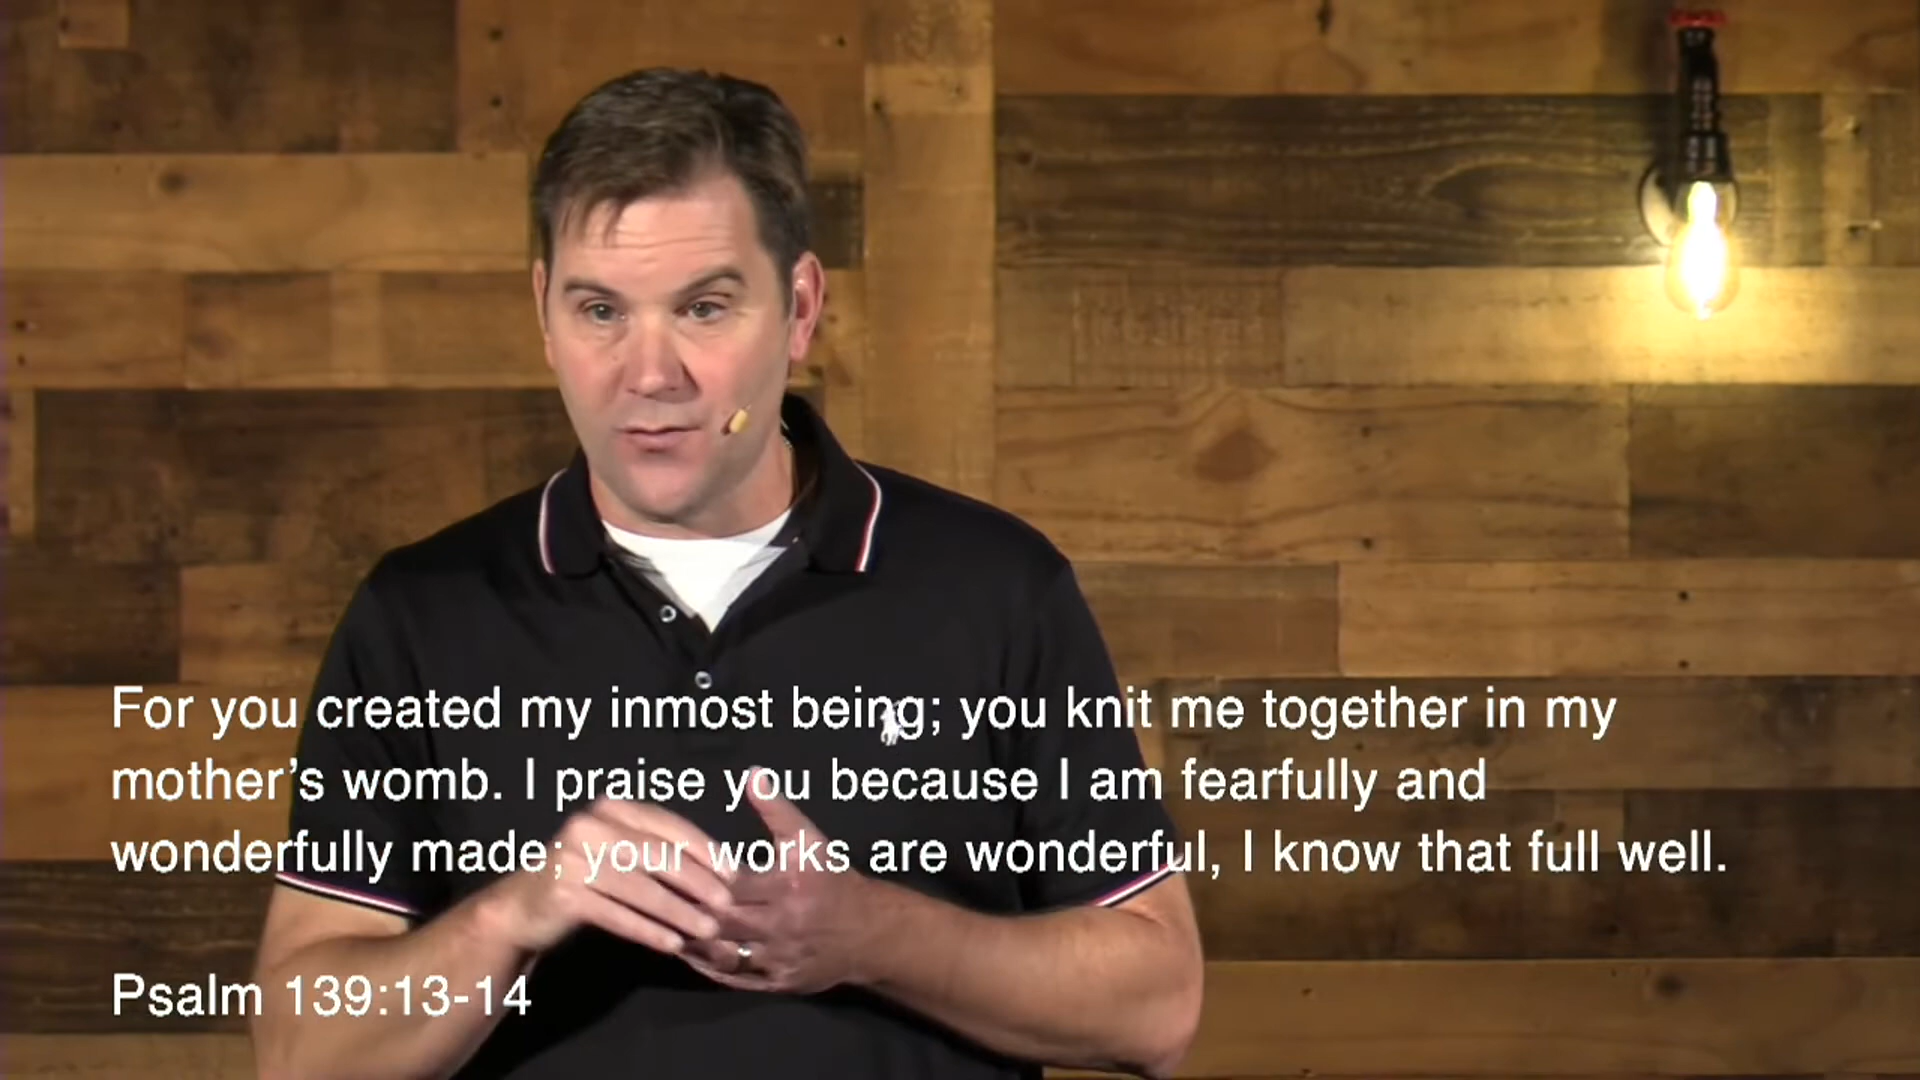 For you created my inmost being; you knit me together in my
mother’s womb. I praise you because I am fearfully and
wonderfully made; your works are wonderful, I know that full well.
Psalm 139:13-14